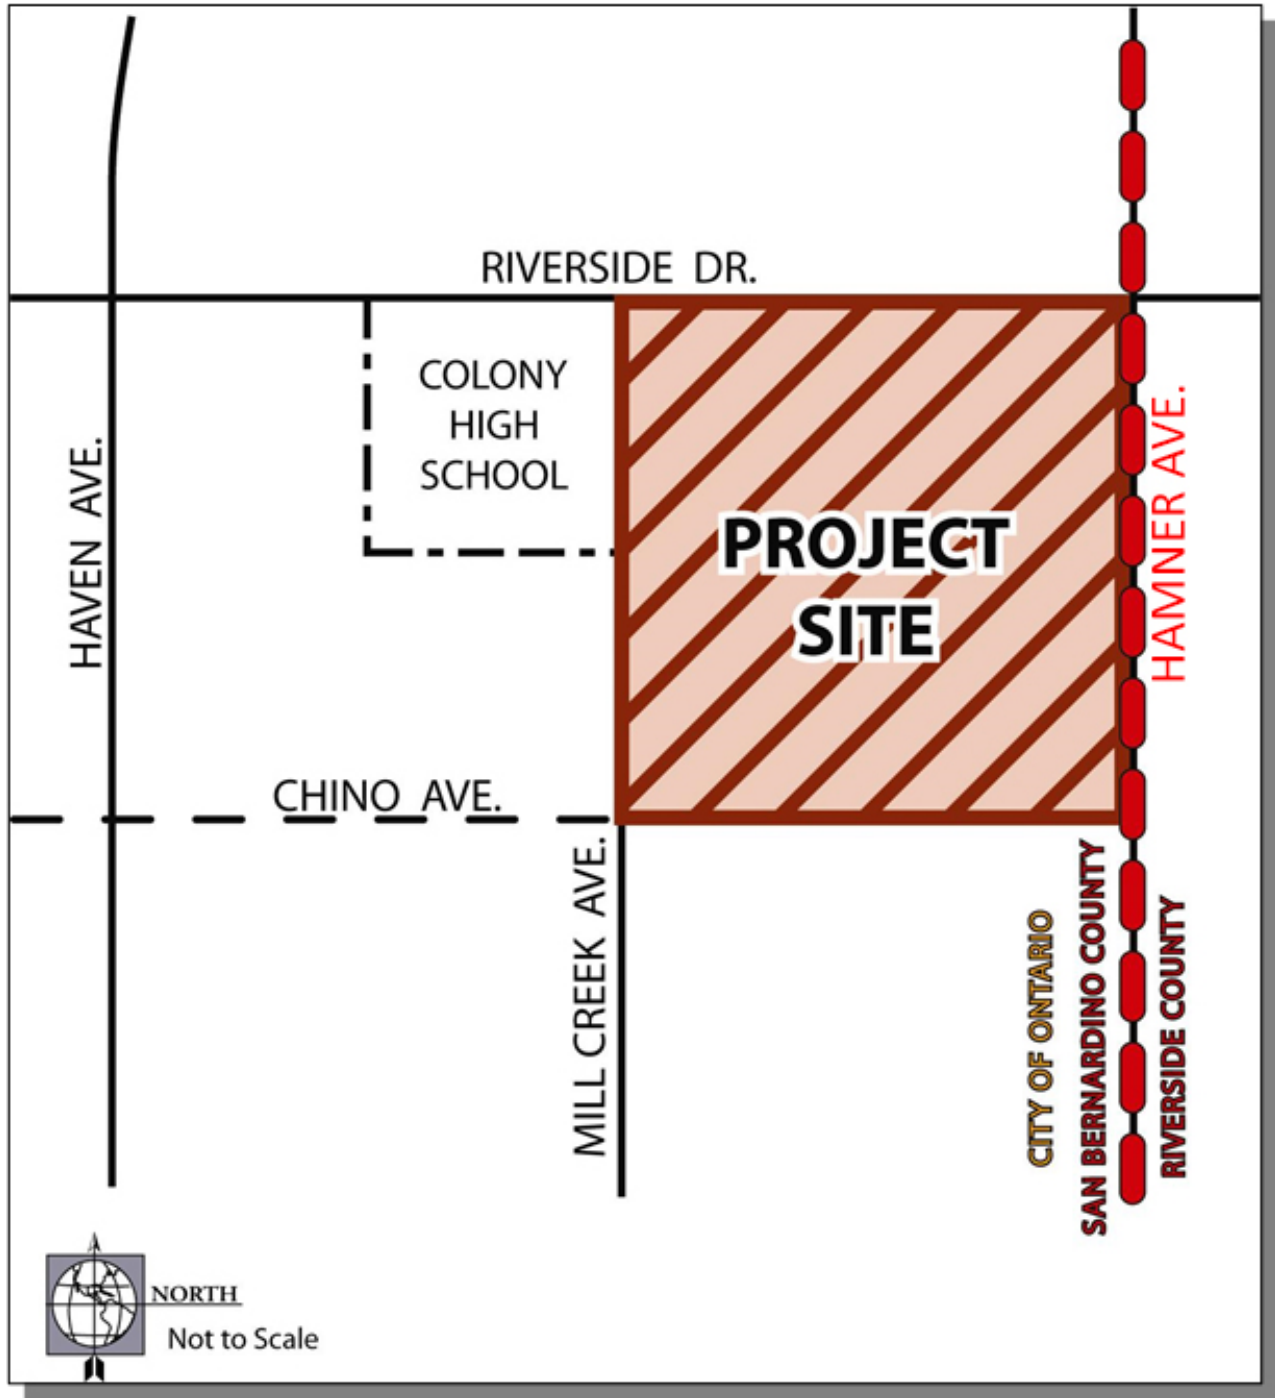 RIVERSIDE DR.
COLONY
HIGH
SCHOOL
HAVEN AVE.
PROJECT
SITE
HAMNER AVE.
CHINO AVE.
MILL CREEK AVE.
CITY OF ONTARIO
SAN BERNARDINO COUNTY
RIVERSIDE COUNTY
NORTH
Not to Scale